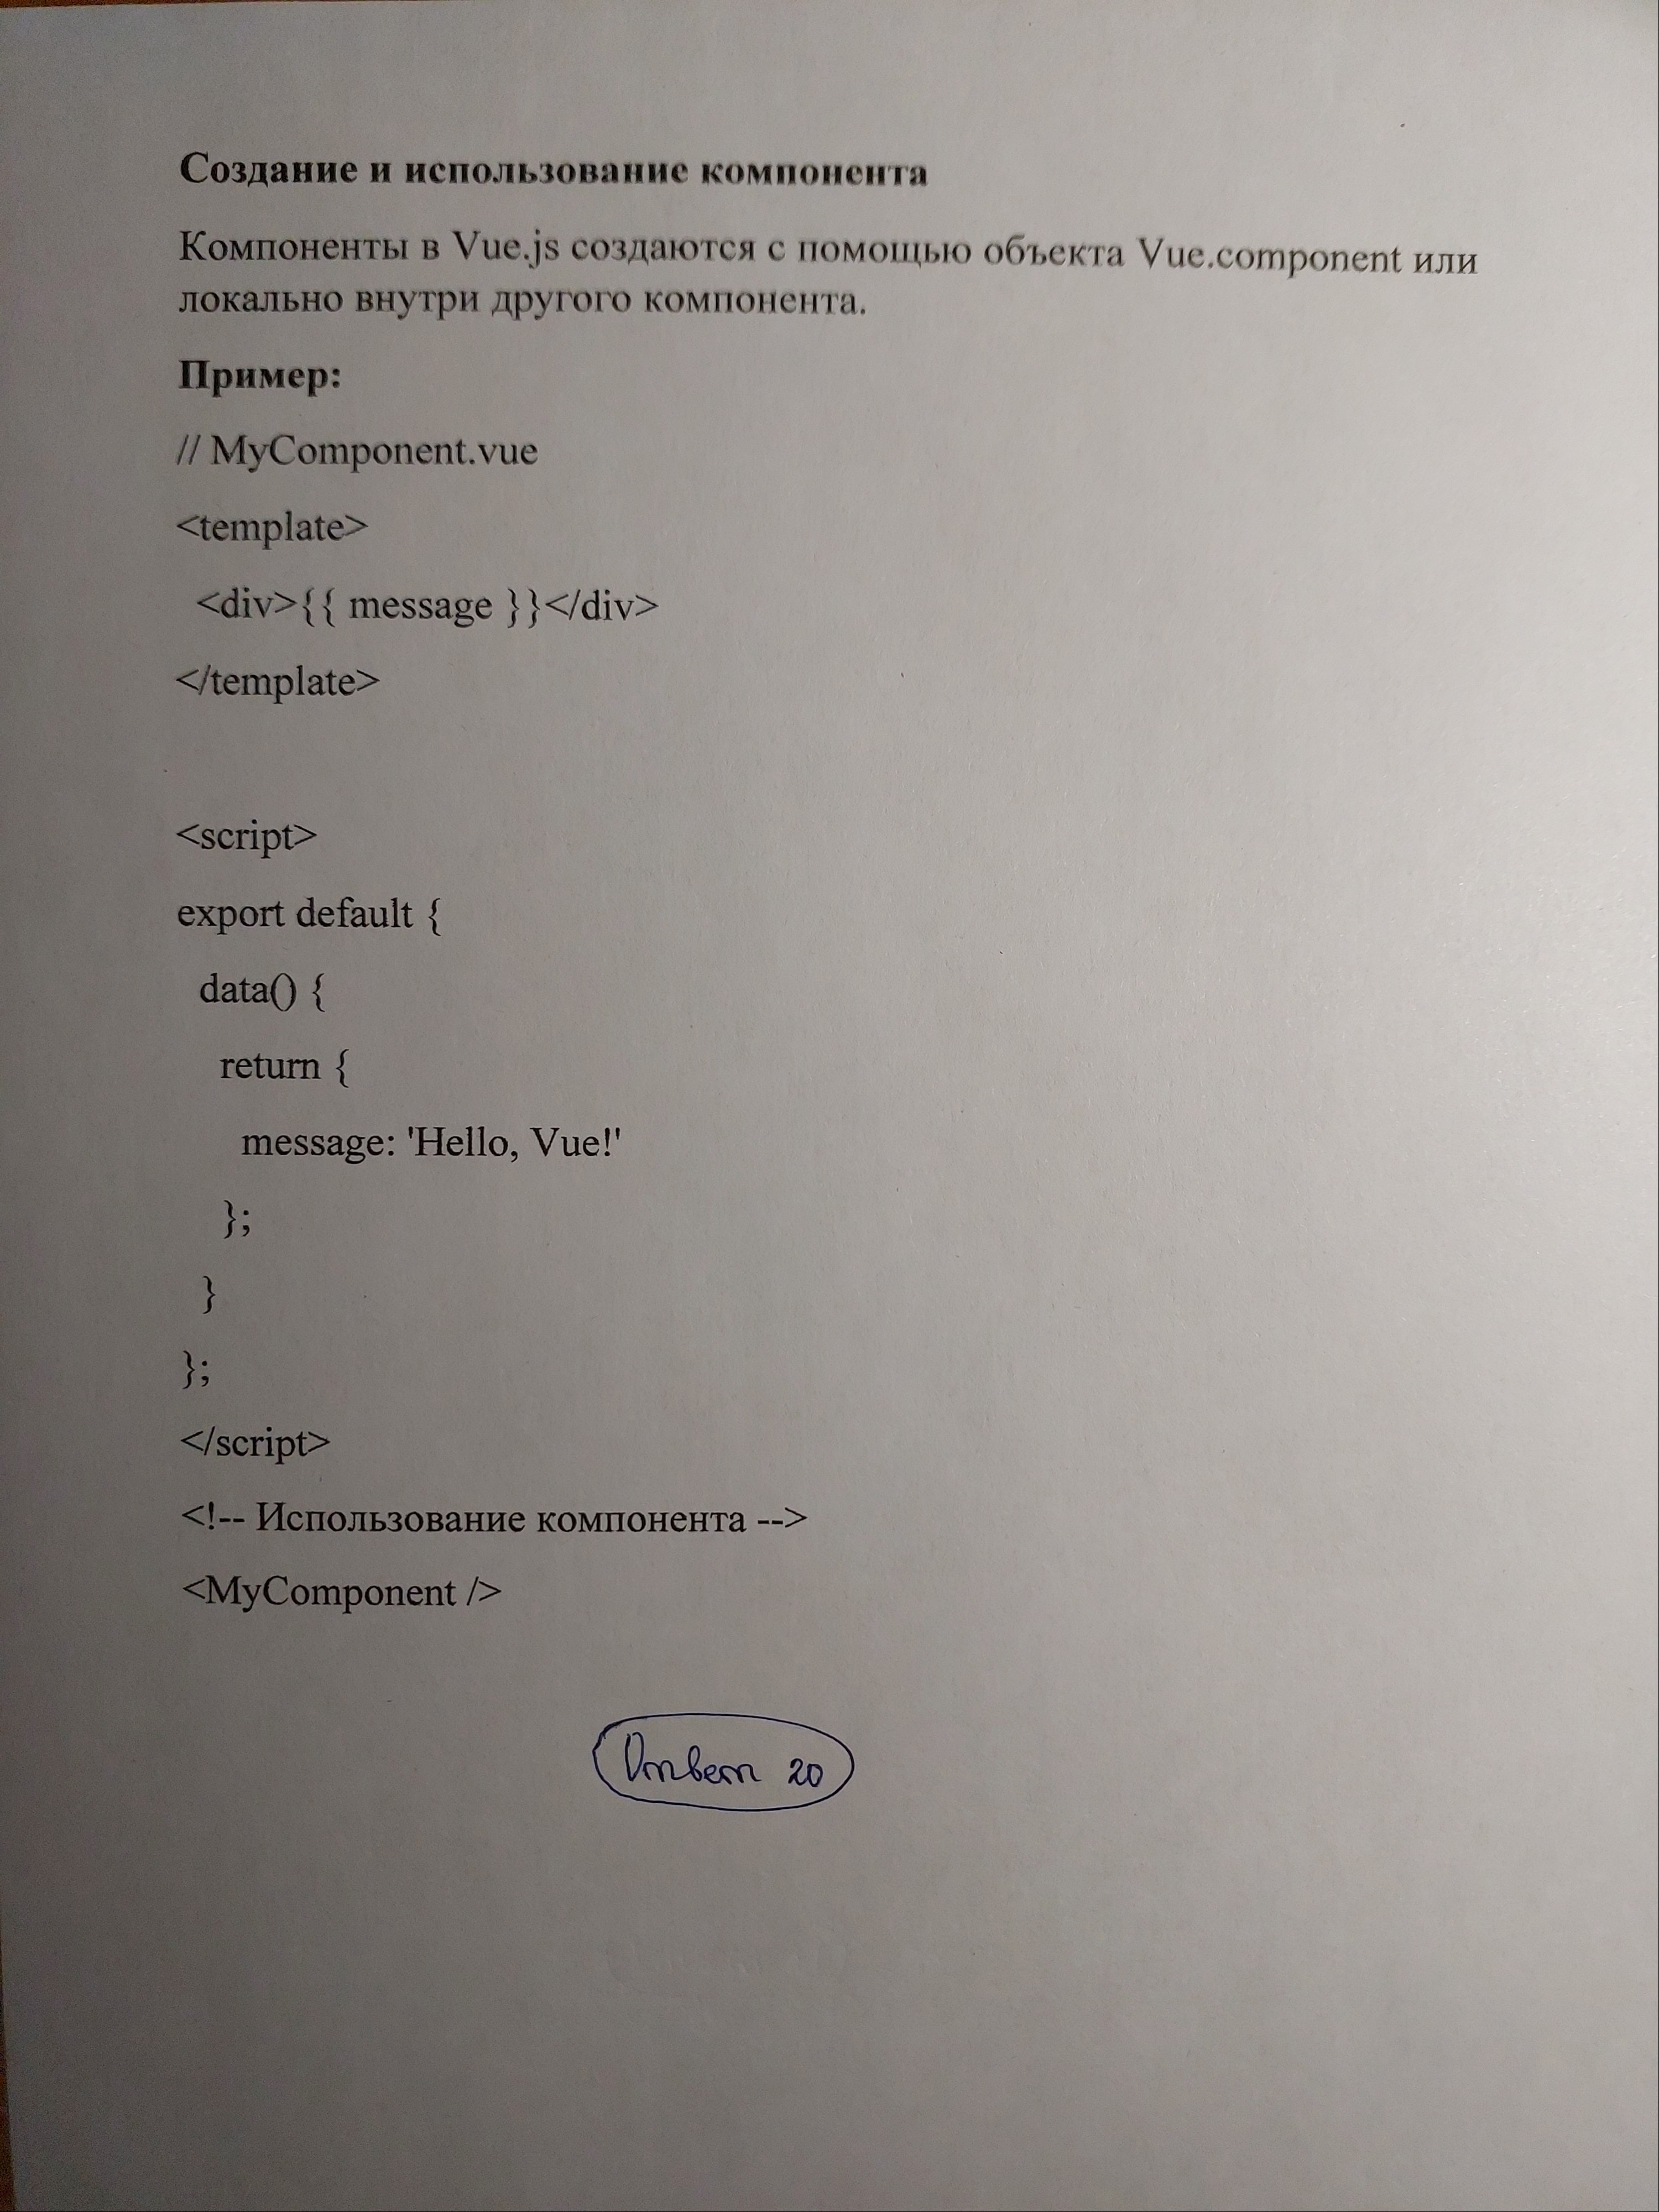 Создание и использование компонента
Компоненты в Vue.js создаются с помощью объекта Vue.component или
локально внутри другого компонента.
Пример:
// MyComponent.vue
<template>
  <div>{{ message }}</div>
</template>
<script>
export default {
  data() {
    return {
      message: 'Hello, Vue!'
    };
  }
};
</script>
<!-- Использование компонента -->
<MyComponent />
Ответ 20